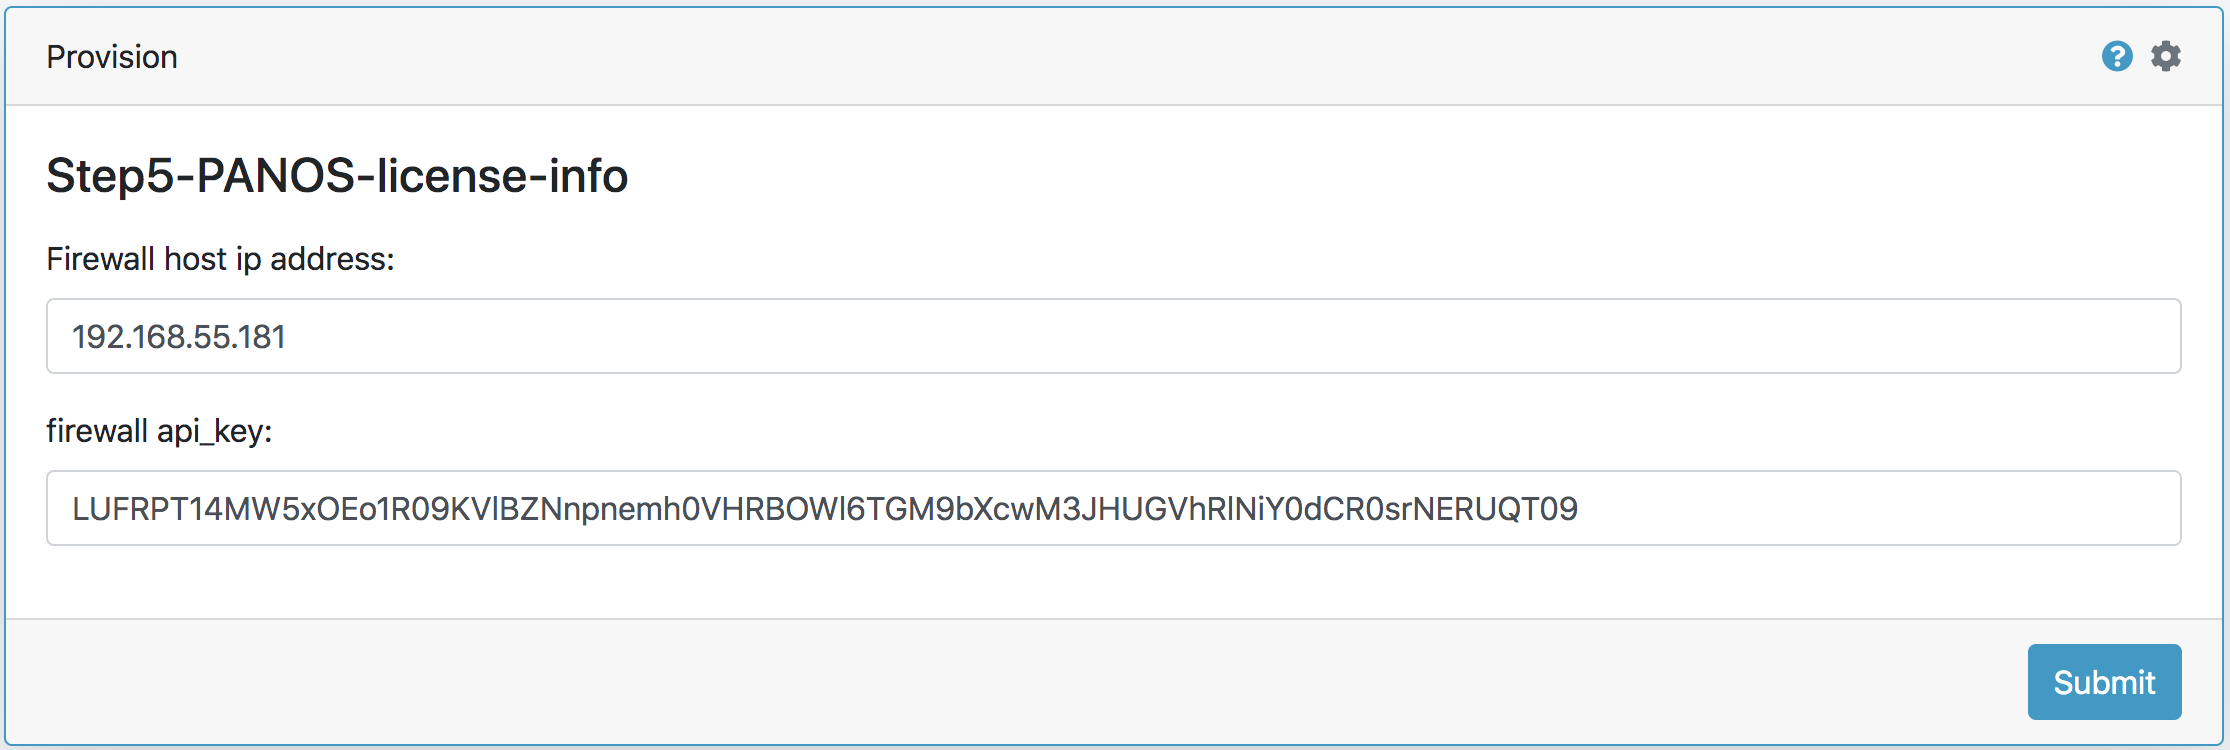 Provision
Step5-PANOS-license-info
Firewall host ip address:
192.168.55.181
firewall api_key:
LUFRPT14MW5xOEo1R09KVlBZNnpnemh0VHRBOWl6TGM9bXcwM3JHUGVhRlNiY0dCR0srNERUQT09
Submit